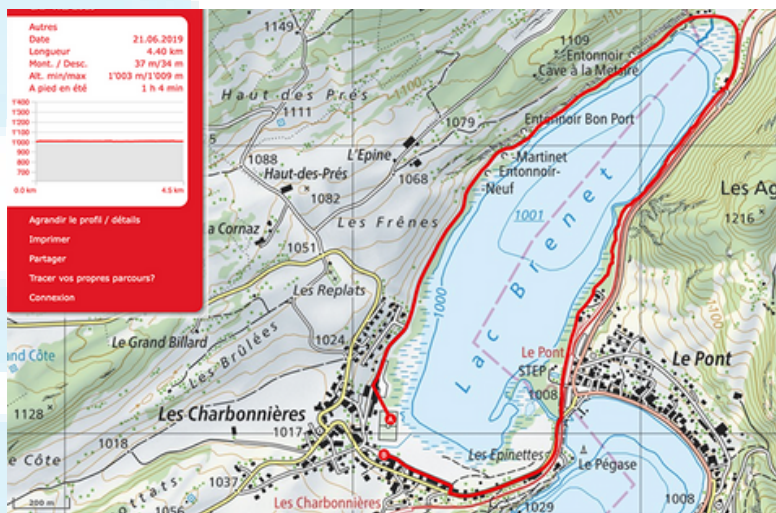 Autres
Date 21.06.2019
Longueur 4.40 km
Mont. / Desc. 37 m/34 m
Alt. min/max 1'003 m/1'009 m
A pied en été 1 h 4 min
1'400
1'300
1'200
1'100
1'000
900
800
700
0.0 km 4.5 km
Agrandir le profil / détails
Imprimer
Partager
Tracer vos propres parcours?
Connexion
1149
1109
Entonnoir
Cave à la Metaire
Haut-des-Prés
1100
1111
Entonnoir Bon Port
1079
L'Epine
1088
Martinet
Entonnoir-
Neuf
Haut-des-Prés
1068
1082
Les Ag
1001
1216
a Cornaz
Les Frênes
1051
Lac Brenet
Les Replats
1000
1100
Le Grand Billard
Les Brûlées
1024
and Côte
Le Pont
Le Pont
STEP
1008
1128
Les Charbonnières
1017
1018
e Côte
Les Epinettes
Le Pégase
1037
ottats
200 m
1056
Les Charbonnières
1029
1008